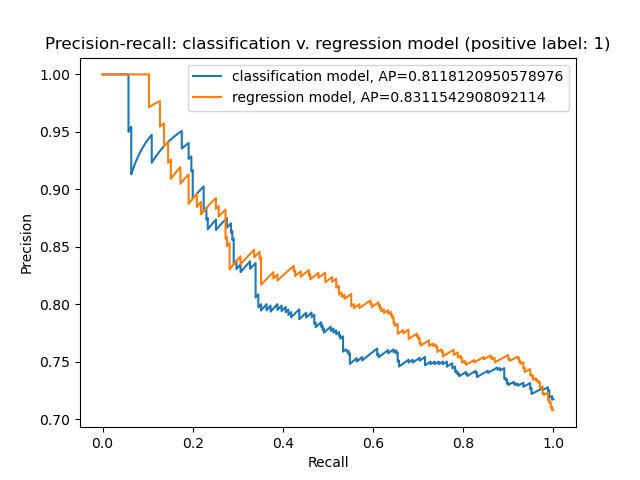 Precision-recall: classification v. regression model (positive label: 1)
classification model, AP=0.8118120950578976
regression model, AP=0.8311542908092114
1.00
0.95
0.90
0.85
0.80
0.75
0.70
Precision
0.0 0.2 0.4 0.6 0.8 1.0
Recall